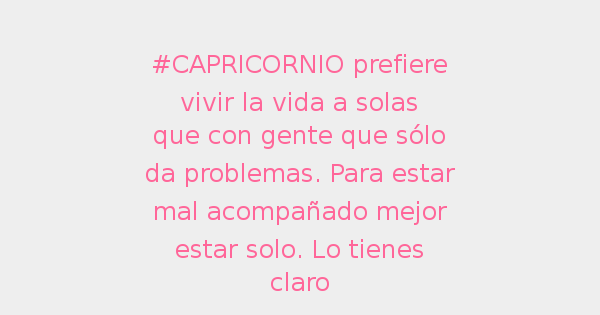 #CAPRICORNIO prefiere
vivir la vida a solas
que con gente que sólo
da problemas. Para estar
mal acompañado mejor
estar solo. Lo tienes
claro